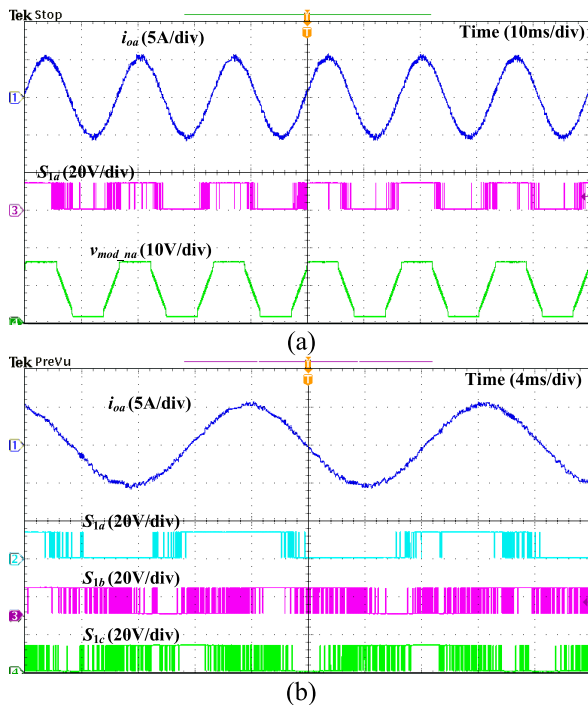 Tek Stop
T
T
i_oa (5A/div)
Time (10ms/div)
1
S_1a (20V/div)
3
v_mod_na (10V/div)
(a)
Tek PreVu
T
T
i_oa (5A/div)
Time (4ms/div)
1
S_1a (20V/div)
2
S_1b (20V/div)
3
S_1c (20V/div)
4
(b)